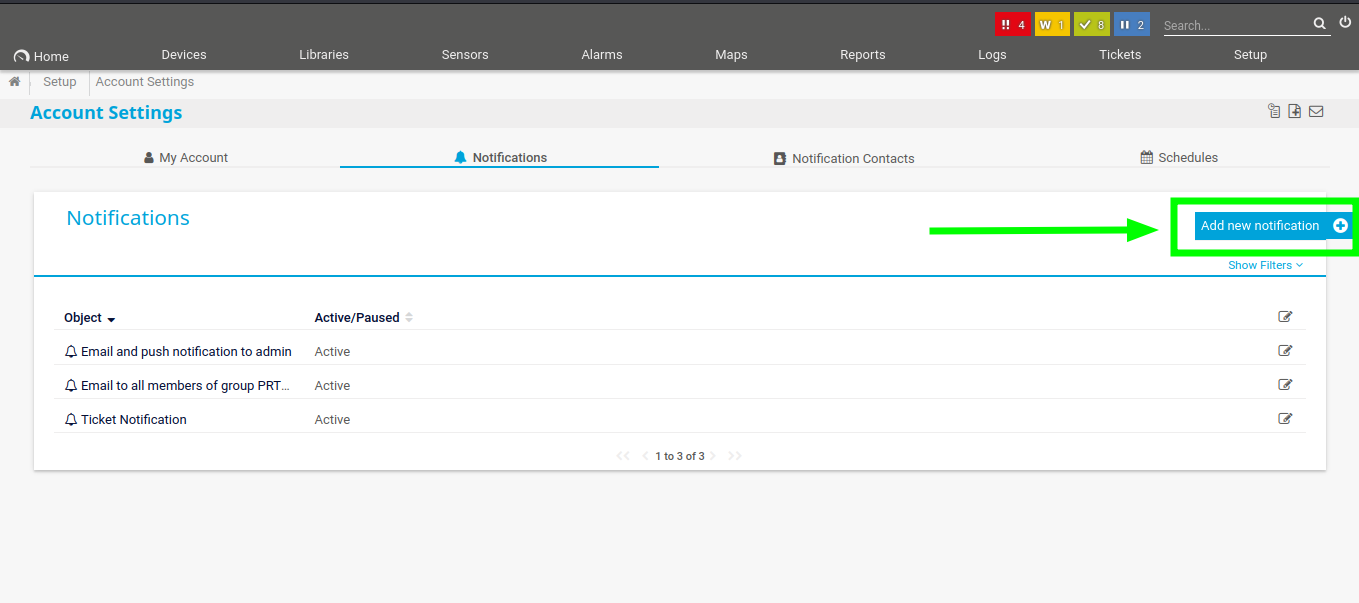 !! 4 W 1 8 2 Search...
Home Devices Libraries Sensors Alarms Maps Reports Logs Tickets Setup
Setup Account Settings
Account Settings
My Account Notifications Notification Contacts Schedules
Notifications
Add new notification
Show Filters
Object Active/Paused
Email and push notification to admin Active
Email to all members of group PRT... Active
Ticket Notification Active
1 to 3 of 3